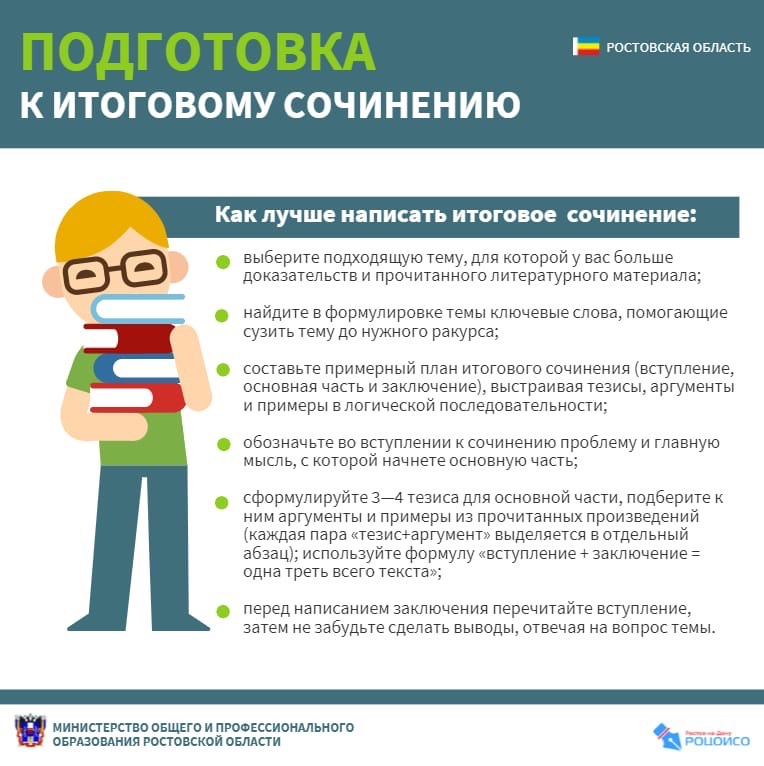 ПОДГОТОВКА
К ИТОГОВОМУ СОЧИНЕНИЮ
РОСТОВСКАЯ ОБЛАСТЬ
Как лучше написать итоговое сочинение:
выберите подходящую тему, для которой у вас больше
доказательств и прочитанного литературного материала;
найдите в формулировке темы ключевые слова, помогающие
сузить тему до нужного ракурса;
составьте примерный план итогового сочинения (вступление,
основная часть и заключение), выстраивая тезисы, аргументы
и примеры в логической последовательности;
обозначьте во вступлении к сочинению проблему и главную
мысль, с которой начнете основную часть;
сформулируйте 3—4 тезиса для основной части, подберите к
ним аргументы и примеры из прочитанных произведений
(каждая пара «тезис+аргумент» выделяется в отдельный
абзац); используйте формулу «вступление + заключение =
одна треть всего текста»;
перед написанием заключения перечитайте вступление,
затем не забудьте сделать выводы, отвечая на вопрос темы.
МИНИСТЕРСТВО ОБЩЕГО И ПРОФЕССИОНАЛЬНОГО
ОБРАЗОВАНИЯ РОСТОВСКОЙ ОБЛАСТИ
Ростов-на-Дону
РОЦОИСО